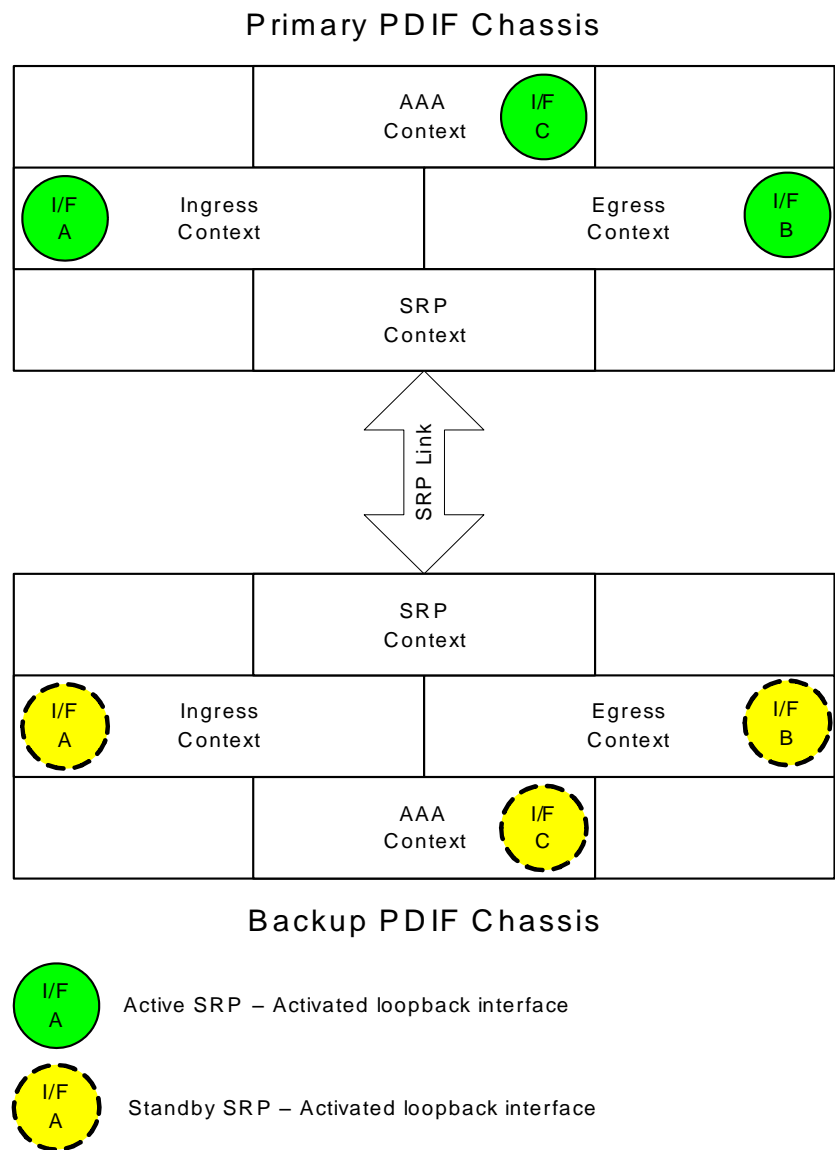 Primary PDIF Chassis
AAA
Context
I/F
C
I/F
A
Ingress
Context
Egress
Context
I/F
B
SRP
Context
SRP Link
SRP
Context
I/F
A
Ingress
Context
Egress
Context
I/F
B
AAA
Context
I/F
C
Backup PDIF Chassis
I/F
A
Active SRP – Activated loopback interface
I/F
A
Standby SRP – Activated loopback interface